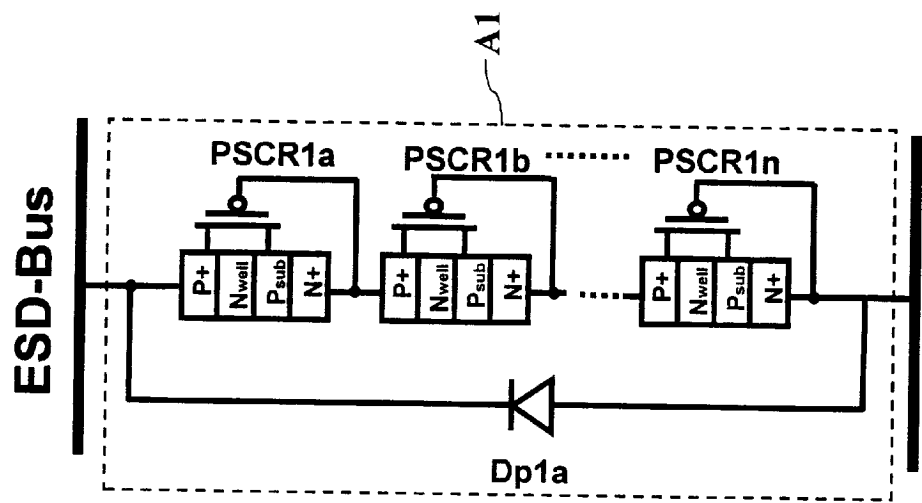 ESD-Bus
A1
PSCR1a
PSCR1b
PSCR1n
P+
Nwell
Psub
N+
P+
Nwell
Psub
N+
P+
Nwell
Psub
N+
Dp1a